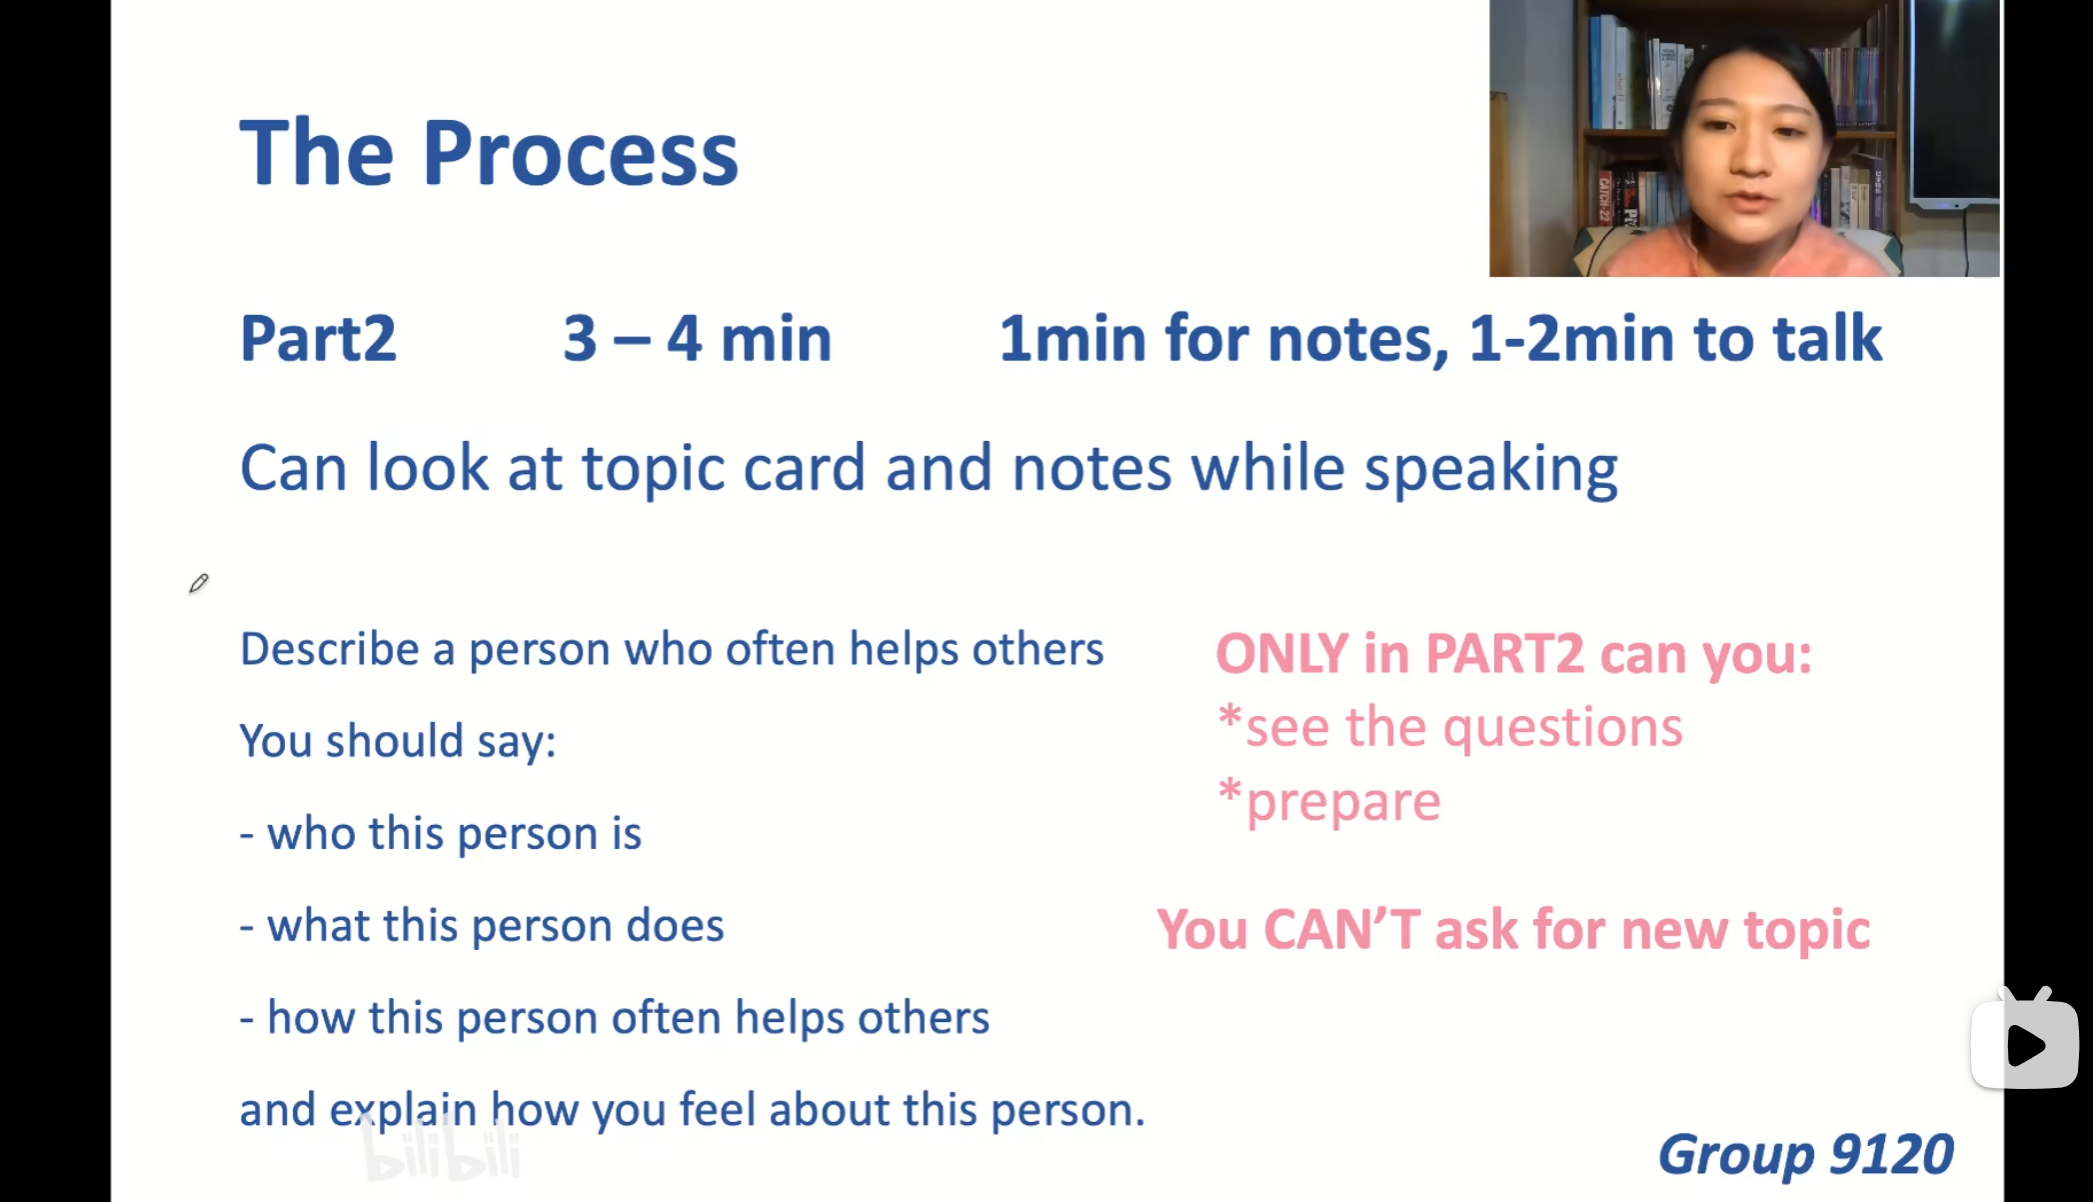 The Process
CATCH-22
Part2 3 – 4 min 1min for notes, 1-2min to talk
Can look at topic card and notes while speaking
Describe a person who often helps others
You should say:
- who this person is
- what this person does
- how this person often helps others
and explain how you feel about this person.
ONLY in PART2 can you:
*see the questions
*prepare
You CAN’T ask for new topic
bilibili
Group 9120